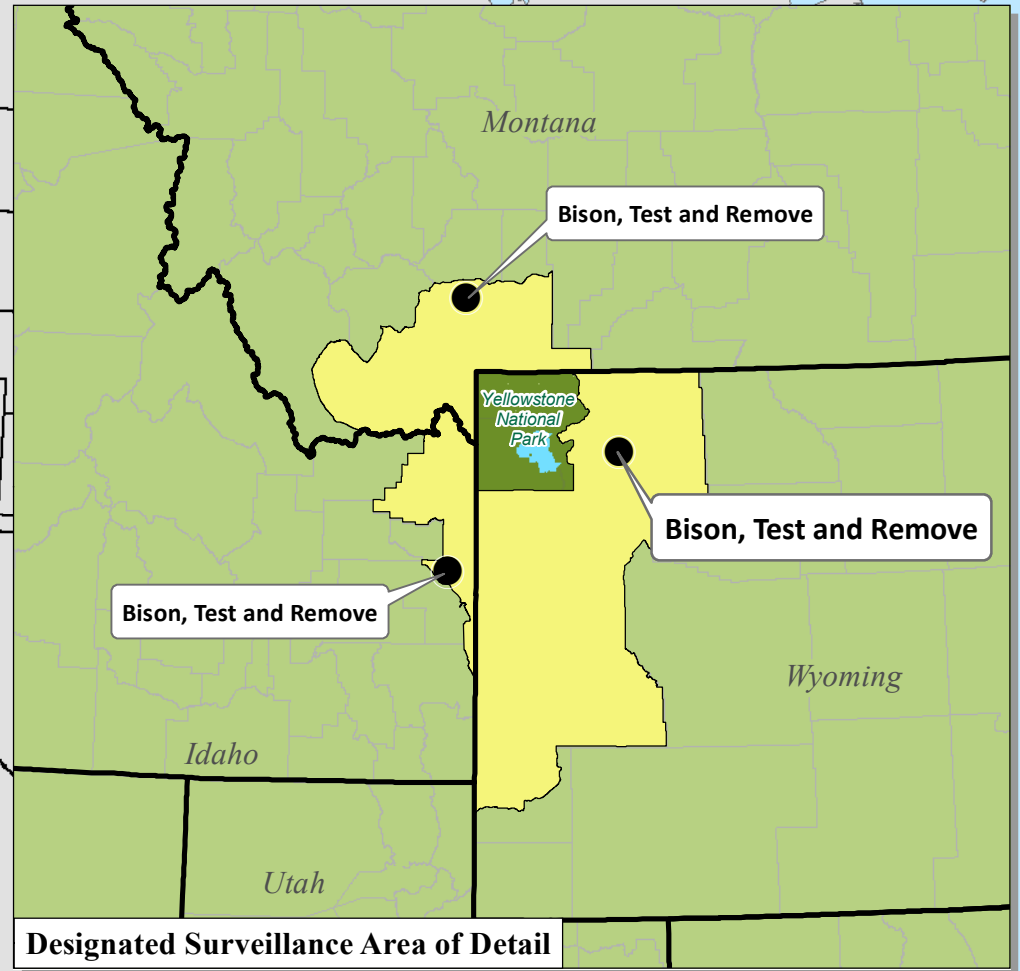 Montana
Bison, Test and Remove
Yellowstone
National
Park
Bison, Test and Remove
Bison, Test and Remove
Wyoming
Idaho
Utah
Designated Surveillance Area of Detail